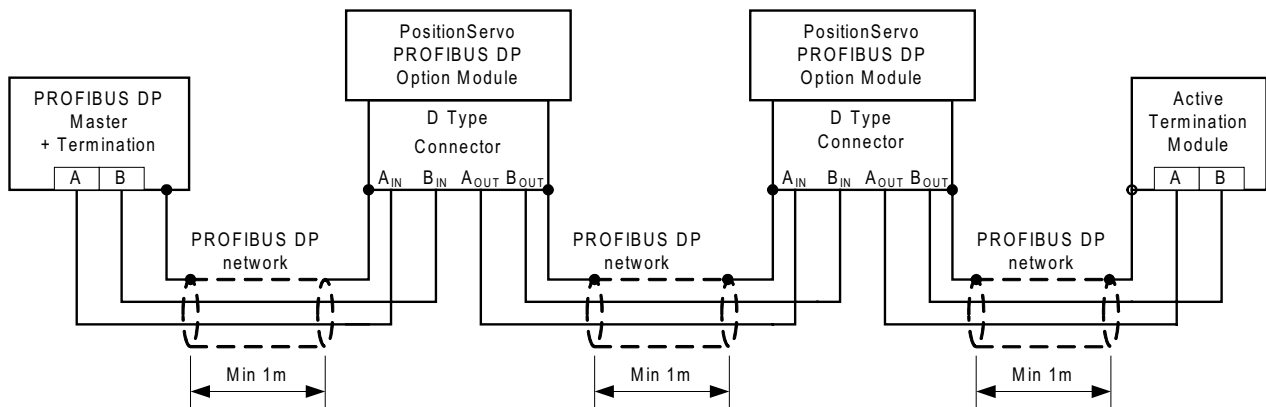 PROFIBUS DP
Master
+ Termination
A B
PositionServo
PROFIBUS DP
Option Module
D Type
Connector
AIN BIN AOUT BOUT
PositionServo
PROFIBUS DP
Option Module
D Type
Connector
AIN BIN AOUT BOUT
Active
Termination
Module
A B
PROFIBUS DP
network
Min 1m
PROFIBUS DP
network
Min 1m
PROFIBUS DP
network
Min 1m